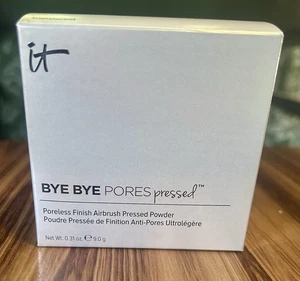 it
BYE BYE PORES pressed™
Poreless Finish Airbrush Pressed Powder
Poudre Pressée de Finition Anti-Pores Ultrolégère
Net Wt. 0.31 oz. ℮ 9.0 g